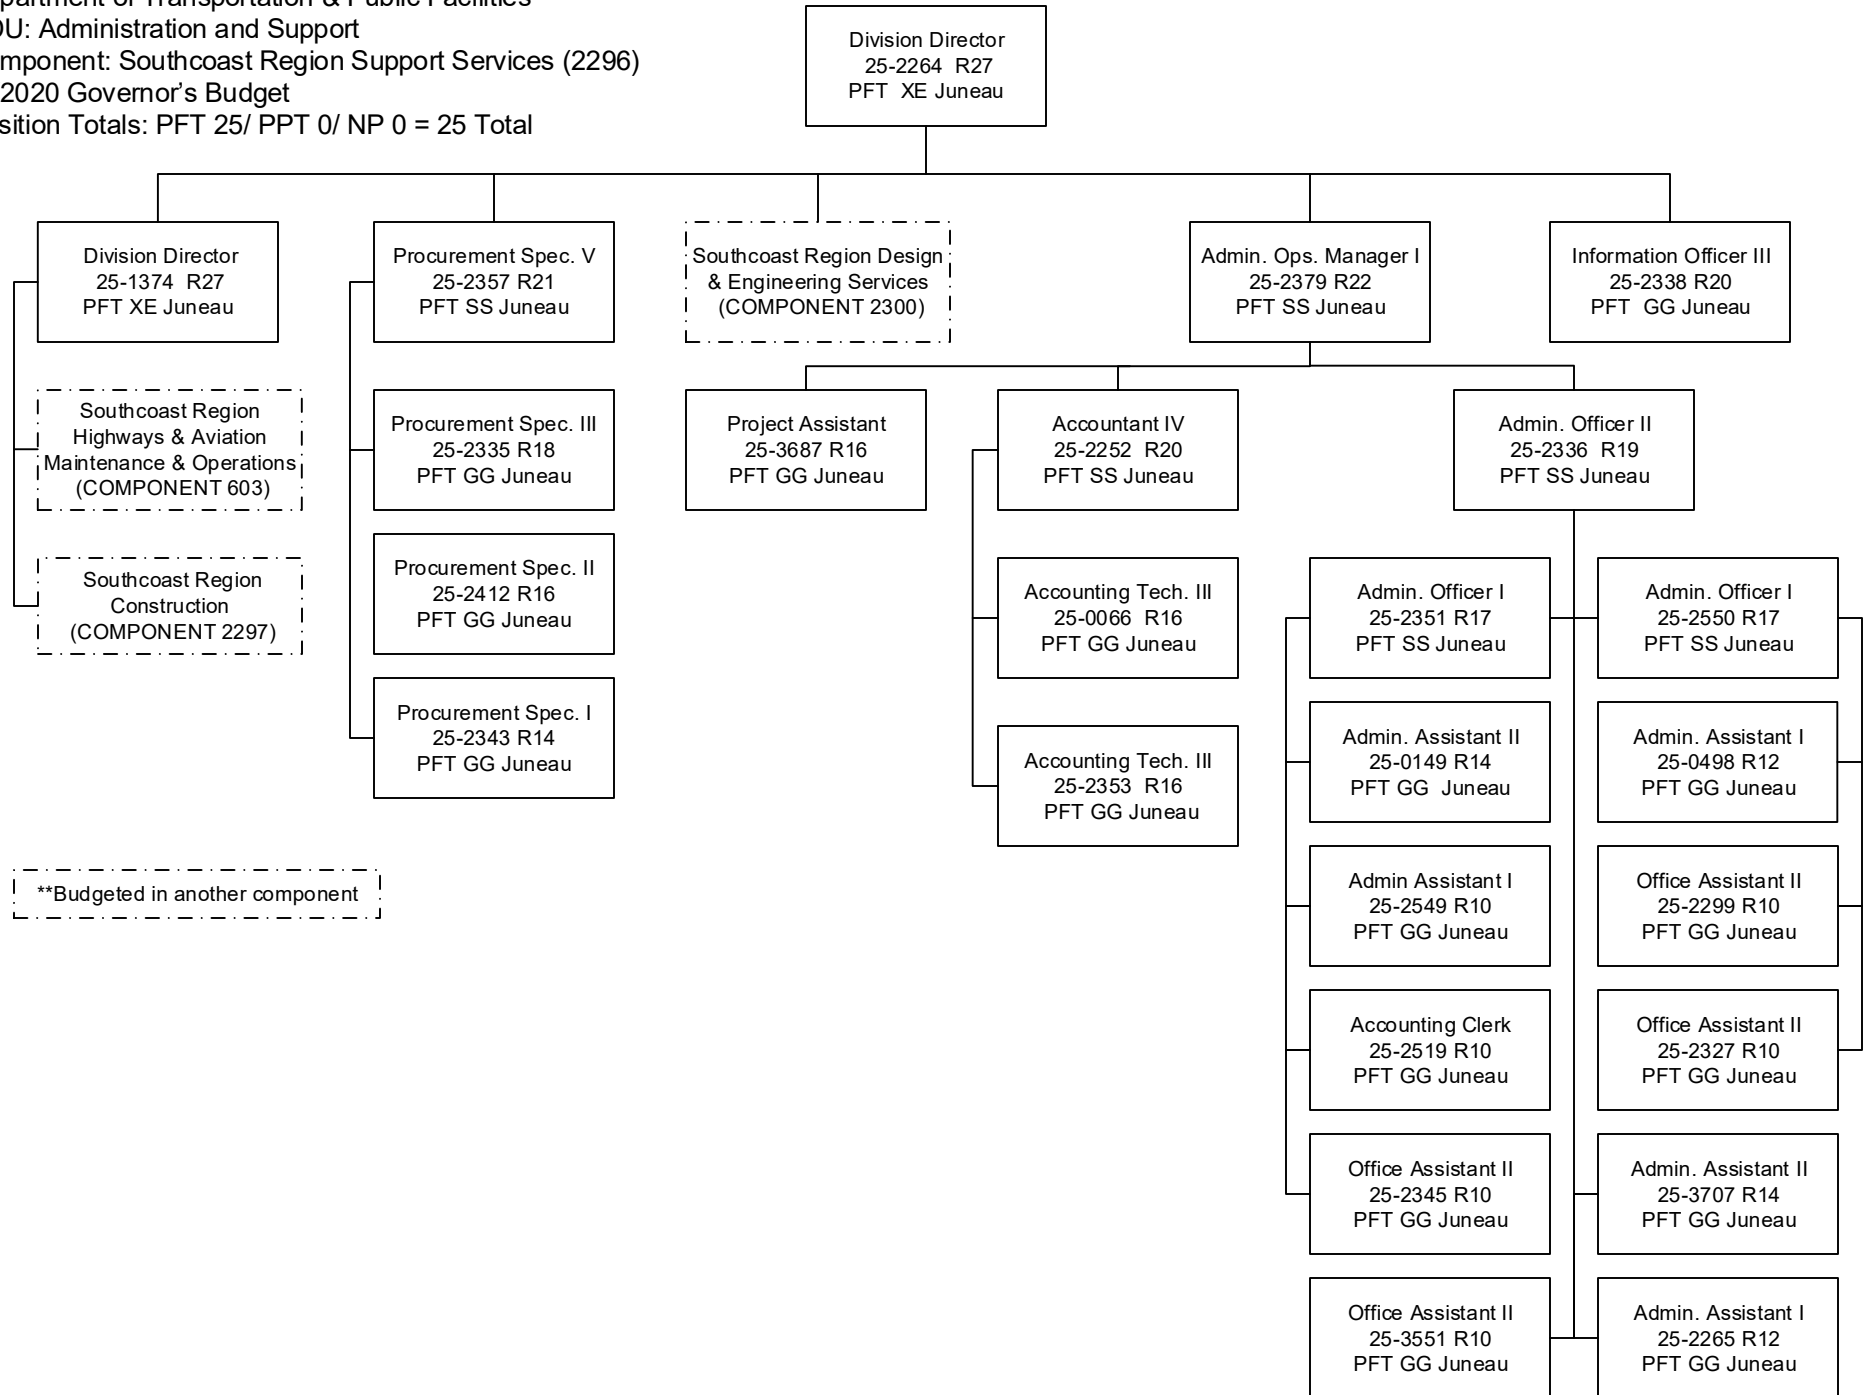 OU: Administration and Support
mponent: Southcoast Region Support Services (2296)
2020 Governor's Budget
sition Totals: PFT 25/ PPT 0/ NP 0 = 25 Total
Division Director
25-2264 R27
PFT XE Juneau
Division Director
25-1374 R27
PFT XE Juneau
Procurement Spec. V
25-2357 R21
PFT SS Juneau
Southcoast Region Design
& Engineering Services
(COMPONENT 2300)
Admin. Ops. Manager I
25-2379 R22
PFT SS Juneau
Information Officer III
25-2338 R20
PFT GG Juneau
Southcoast Region
Highways & Aviation
Maintenance & Operations
(COMPONENT 603)
Procurement Spec. III
25-2335 R18
PFT GG Juneau
Project Assistant
25-3687 R16
PFT GG Juneau
Accountant IV
25-2252 R20
PFT SS Juneau
Admin. Officer II
25-2336 R19
PFT SS Juneau
Southcoast Region
Construction
(COMPONENT 2297)
Procurement Spec. II
25-2412 R16
PFT GG Juneau
Accounting Tech. III
25-0066 R16
PFT GG Juneau
Admin. Officer I
25-2351 R17
PFT SS Juneau
Admin. Officer I
25-2550 R17
PFT SS Juneau
Procurement Spec. I
25-2343 R14
PFT GG Juneau
Accounting Tech. III
25-2353 R16
PFT GG Juneau
Admin. Assistant II
25-0149 R14
PFT GG Juneau
Admin. Assistant I
25-0498 R12
PFT GG Juneau
**Budgeted in another component
Admin Assistant I
25-2549 R10
PFT GG Juneau
Office Assistant II
25-2299 R10
PFT GG Juneau
Accounting Clerk
25-2519 R10
PFT GG Juneau
Office Assistant II
25-2327 R10
PFT GG Juneau
Office Assistant II
25-2345 R10
PFT GG Juneau
Admin. Assistant II
25-3707 R14
PFT GG Juneau
Office Assistant II
25-3551 R10
PFT GG Juneau
Admin. Assistant I
25-2265 R12
PFT GG Juneau